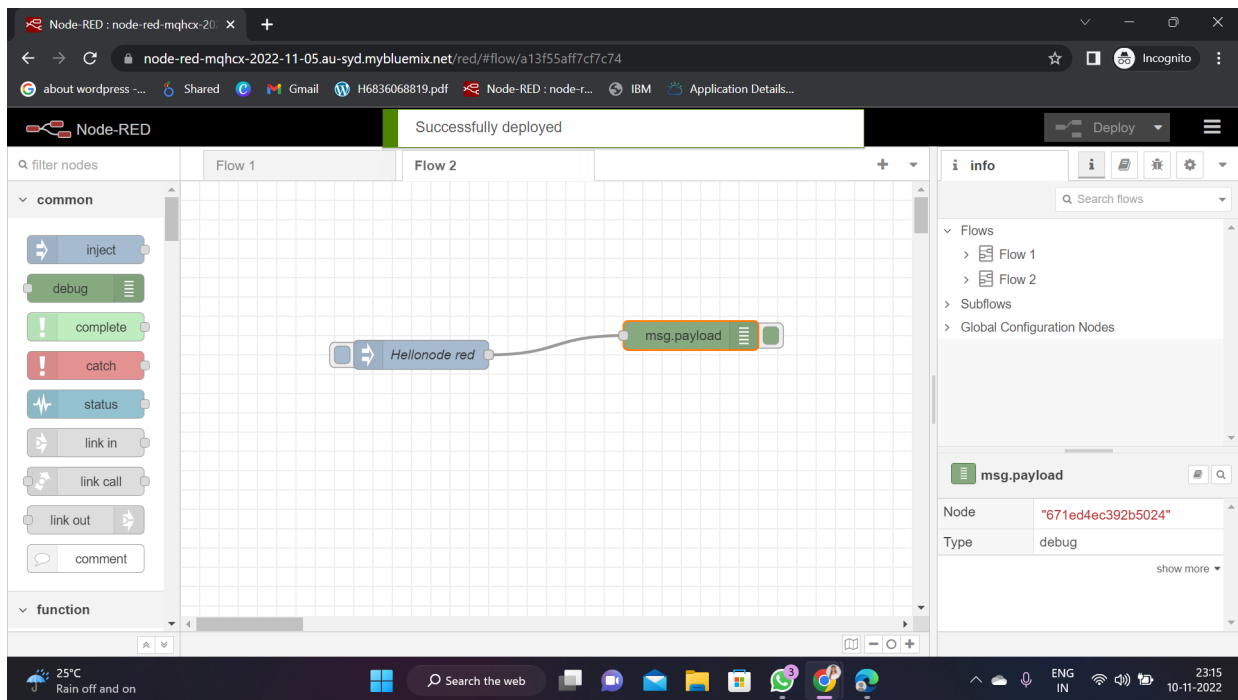 Node-RED : node-red-mqhcx-20
node-red-mqhcx-2022-11-05.au-syd.mybluemix.net/red/#flow/a13f55aff7cf7c74
Incognito
about wordpress -...
Shared
Gmail
H6836068819.pdf
Node-RED : node-r...
IBM
Application Details...
Node-RED
Successfully deployed
Deploy
filter nodes
Flow 1
Flow 2
i info
i
Search flows
common
inject
debug
complete
catch
status
link in
link call
link out
comment
function
Hellonode red
msg.payload
Flows
Flow 1
Flow 2
Subflows
Global Configuration Nodes
msg.payload
Node "671ed4ec392b5024"
Type debug
show more
25°C
Rain off and on
Search the web
3
ENG
IN
23:15
10-11-2022